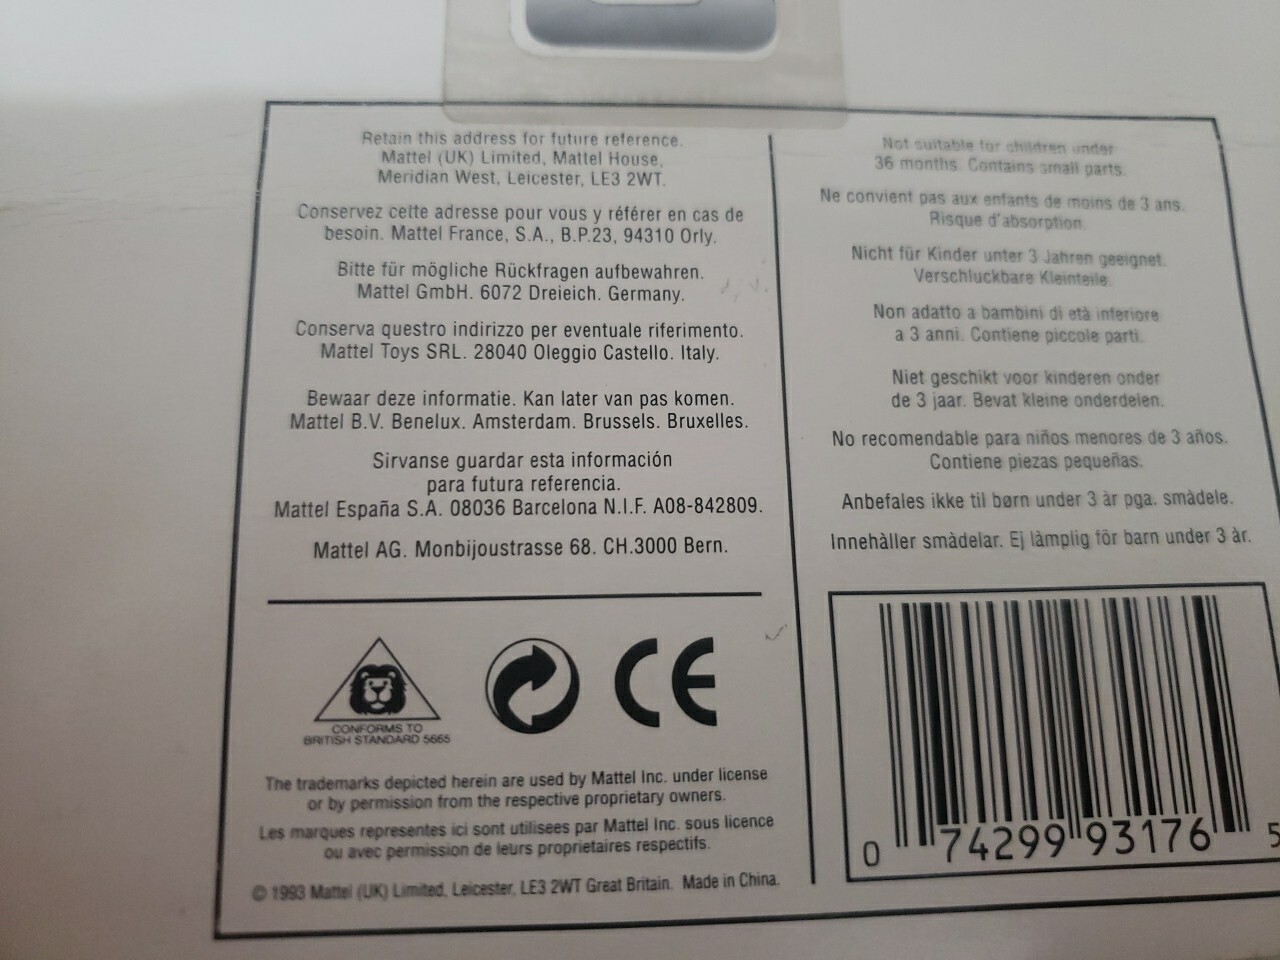 Retain this address for future reference.
Mattel (UK) Limited, Mattel House,
Meridian West, Leicester, LE3 2WT.
Conservez cette adresse pour vous y référer en cas de
besoin. Mattel France, S.A., B.P.23, 94310 Orly.
Bitte für mögliche Rückfragen aufbewahren.
Mattel GmbH. 6072 Dreieich. Germany.
Conserva questro indirizzo per eventuale riferimento.
Mattel Toys SRL. 28040 Oleggio Castello. Italy.
Bewaar deze informatie. Kan later van pas komen.
Mattel B.V. Benelux. Amsterdam. Brussels. Bruxelles.
Sirvanse guardar esta información
para futura referencia.
Mattel España S.A. 08036 Barcelona N.I.F. A08-842809.
Mattel AG. Monbijoustrasse 68. CH.3000 Bern.
CONFORMS TO
BRITISH STANDARD 5665
CE
The trademarks depicted herein are used by Mattel Inc. under license
or by permission from the respective proprietary owners.
Les marques representes ici sont utilisees par Mattel Inc. sous licence
ou avec permission de leurs proprietaires respectifs.
© 1993 Mattel (UK) Limited, Leicester, LE3 2WT Great Britain. Made in China.
Not suitable for children under
36 months. Contains small parts.
Ne convient pas aux enfants de moins de 3 ans.
Risque d'absorption.
Nicht für Kinder unter 3 Jahren geeignet.
Verschluckbare Kleinteile.
Non adatto a bambini di età inferiore
a 3 anni. Contiene piccole parti.
Niet geschikt voor kinderen onder
de 3 jaar. Bevat kleine onderdelen.
No recomendable para niños menores de 3 años.
Contiene piezas pequeñas.
Anbefales ikke til børn under 3 àr pga. smàdele.
Innehàller smàdelar. Ej làmplig för barn under 3 àr.
0 74299 93176 5